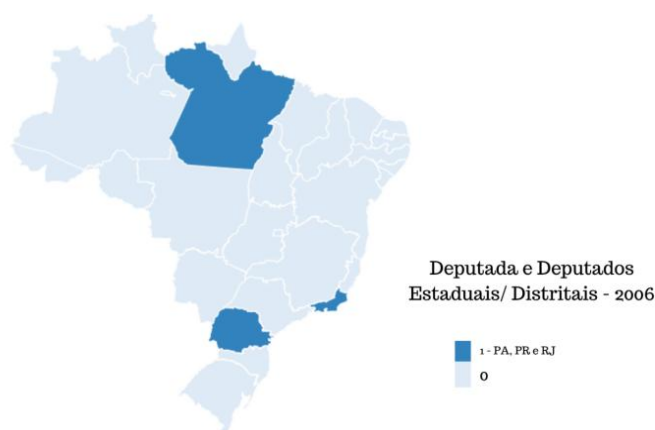 Deputada e Deputados
Estaduais/ Distritais - 2006
1 - PA, PR e RJ
0